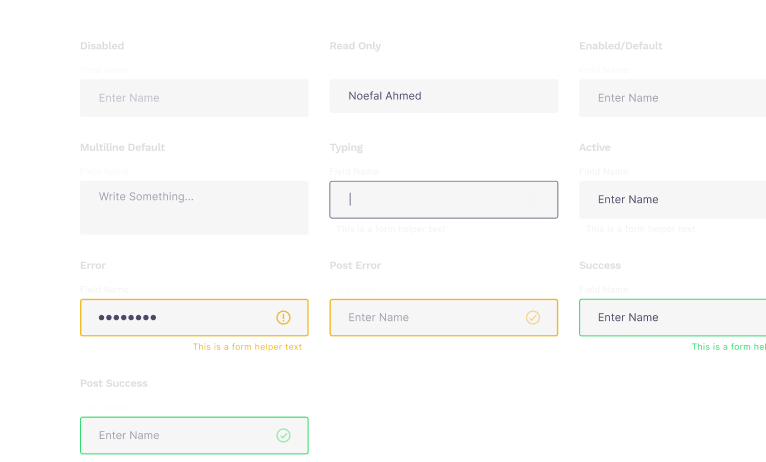 Disabled
Read Only
Enabled/Default
Field Name
Field Name
Enter Name
Noefal Ahmed
Enter Name
Multiline Default
Typing
Active
Field Name
Field Name
Field Name
Write Something...
Enter Name
This is a form helper text
This is a form helper text
Error
Post Error
Success
Field Name
Field Name
Enter Name
Enter Name
This is a form helper text
This is a form hel
Post Success
Enter Name